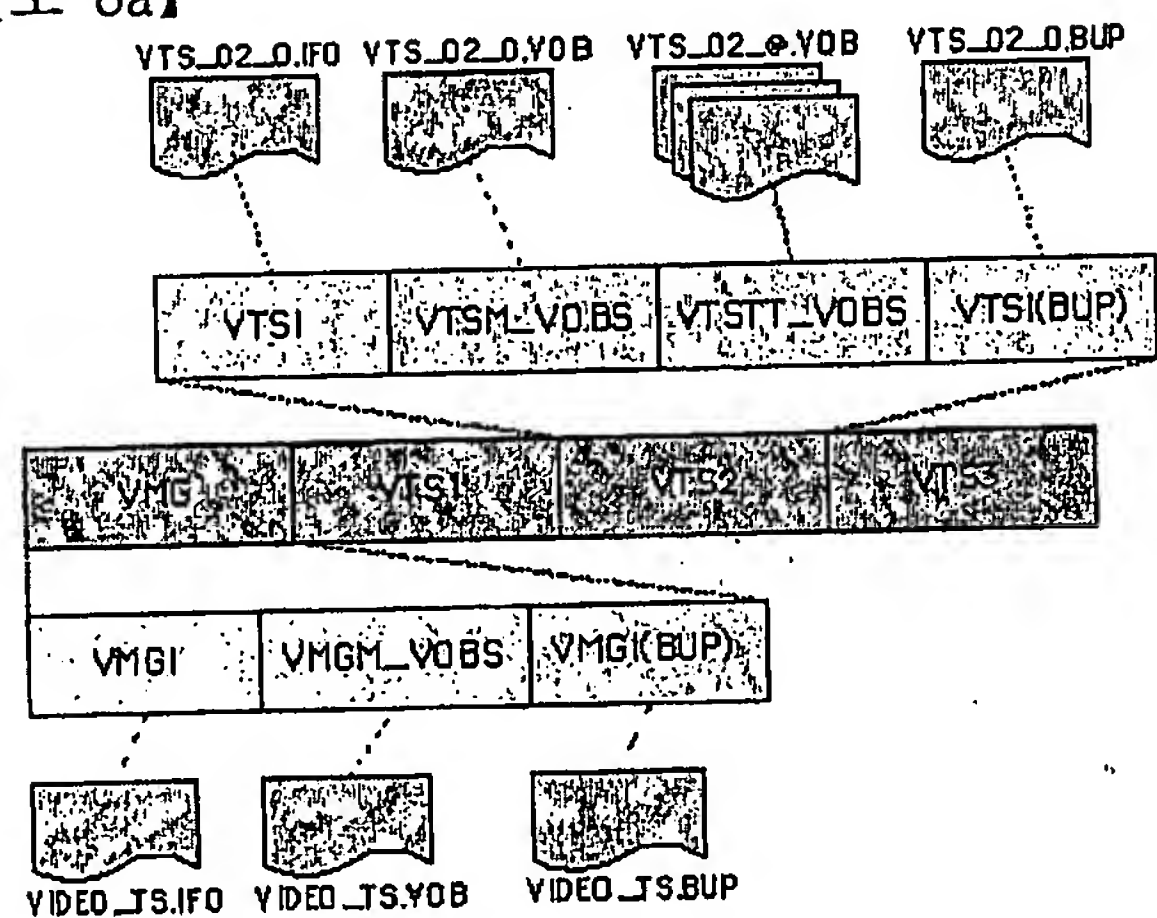 8a】
VTS_02_0.IFO VTS_02_0.VOB VTS_02_@.VOB VTS_02_0.BUP
VTSI VTSM_VOBS VTSTT_VOBS VTSI(BUP)
VMG VTS1 VTS2 VTS3
VMGI VMGM_VOBS VMGI(BUP)
VIDEO_TS.IFO VIDEO_TS.VOB VIDEO_TS.BUP